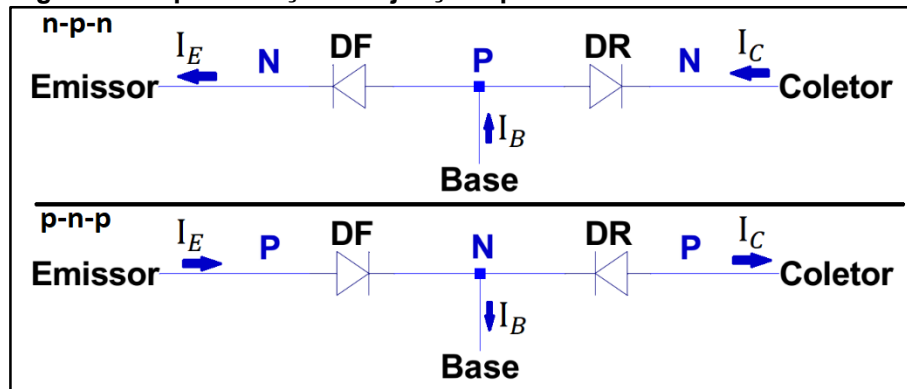 n-p-n
I_E N DF P DR N I_C
Emissor Coletor
I_B
Base
p-n-p
I_E P DF N DR P I_C
Emissor Coletor
I_B
Base